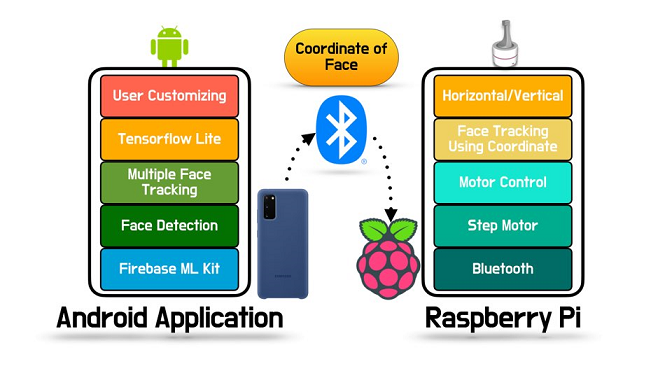 Coordinate of
Face
User Customizing
Tensorflow Lite
Multiple Face
Tracking
Face Detection
Firebase ML Kit
Android Application
®
SAMSUNG
Horizontal/Vertical
Face Tracking
Using Coordinate
Motor Control
Step Motor
Bluetooth
Raspberry Pi